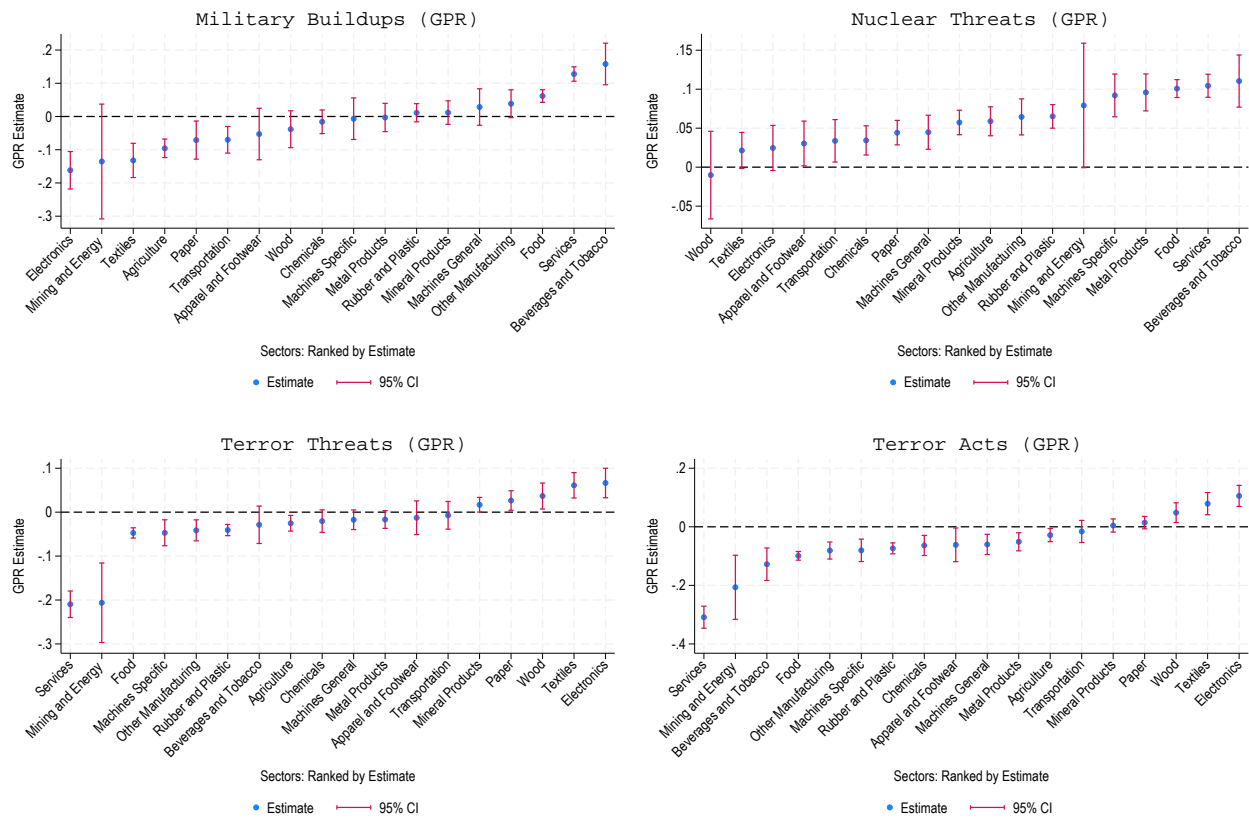 Military Buildups (GPR)
GPR Estimate
.2
.1
0
-.1
-.2
-.3
Electronics
Mining and Energy
Textiles
Agriculture
Paper
Transportation
Apparel and Footwear
Wood
Chemicals
Machines Specific
Metal Products
Rubber and Plastic
Mineral Products
Machines General
Other Manufacturing
Food
Services
Beverages and Tobacco
Sectors: Ranked by Estimate
Estimate
95% CI
Nuclear Threats (GPR)
GPR Estimate
.15
.1
.05
0
-.05
Wood
Textiles
Electronics
Apparel and Footwear
Transportation
Chemicals
Paper
Machines General
Mineral Products
Agriculture
Other Manufacturing
Rubber and Plastic
Mining and Energy
Machines Specific
Metal Products
Food
Services
Beverages and Tobacco
Sectors: Ranked by Estimate
Estimate
95% CI
Terror Threats (GPR)
GPR Estimate
.1
0
-.1
-.2
-.3
Services
Mining and Energy
Food
Machines Specific
Other Manufacturing
Rubber and Plastic
Beverages and Tobacco
Agriculture
Chemicals
Machines General
Metal Products
Apparel and Footwear
Transportation
Mineral Products
Paper
Wood
Textiles
Electronics
Sectors: Ranked by Estimate
Estimate
95% CI
Terror Acts (GPR)
GPR Estimate
.2
0
-.2
-.4
Services
Mining and Energy
Beverages and Tobacco
Food
Other Manufacturing
Machines Specific
Rubber and Plastic
Chemicals
Apparel and Footwear
Machines General
Metal Products
Agriculture
Transportation
Mineral Products
Paper
Wood
Textiles
Electronics
Sectors: Ranked by Estimate
Estimate
95% CI